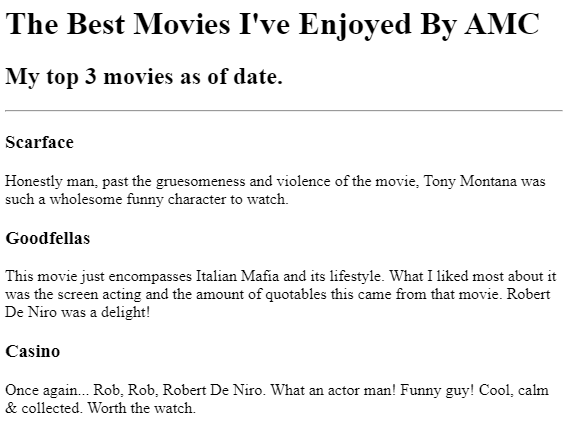 The Best Movies I've Enjoyed By AMC
My top 3 movies as of date.
Scarface
Honestly man, past the gruesomeness and violence of the movie, Tony Montana was
such a wholesome funny character to watch.
Goodfellas
This movie just encompasses Italian Mafia and its lifestyle. What I liked most about it
was the screen acting and the amount of quotables this came from that movie. Robert
De Niro was a delight!
Casino
Once again... Rob, Rob, Robert De Niro. What an actor man! Funny guy! Cool, calm
& collected. Worth the watch.